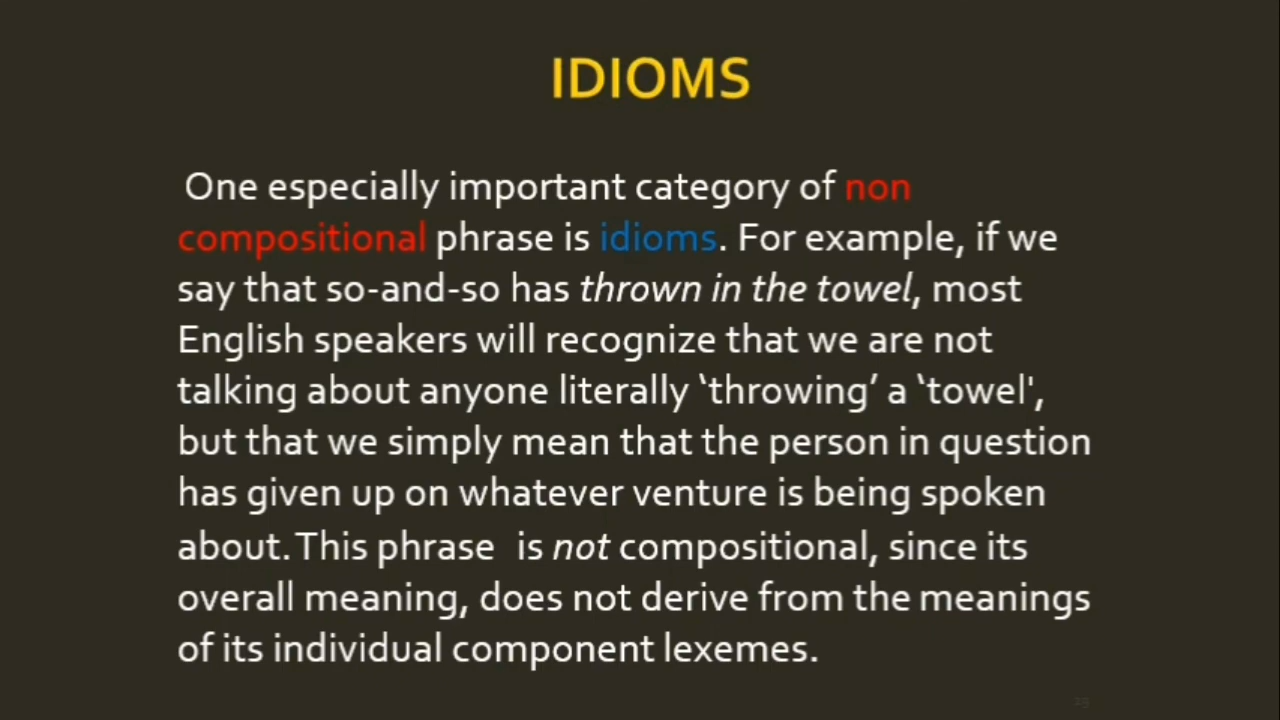 IDIOMS
One especially important category of non
compositional phrase is idioms. For example, if we
say that so-and-so has thrown in the towel, most
English speakers will recognize that we are not
talking about anyone literally ‘throwing’ a ‘towel',
but that we simply mean that the person in question
has given up on whatever venture is being spoken
about. This phrase is not compositional, since its
overall meaning, does not derive from the meanings
of its individual component lexemes.
29